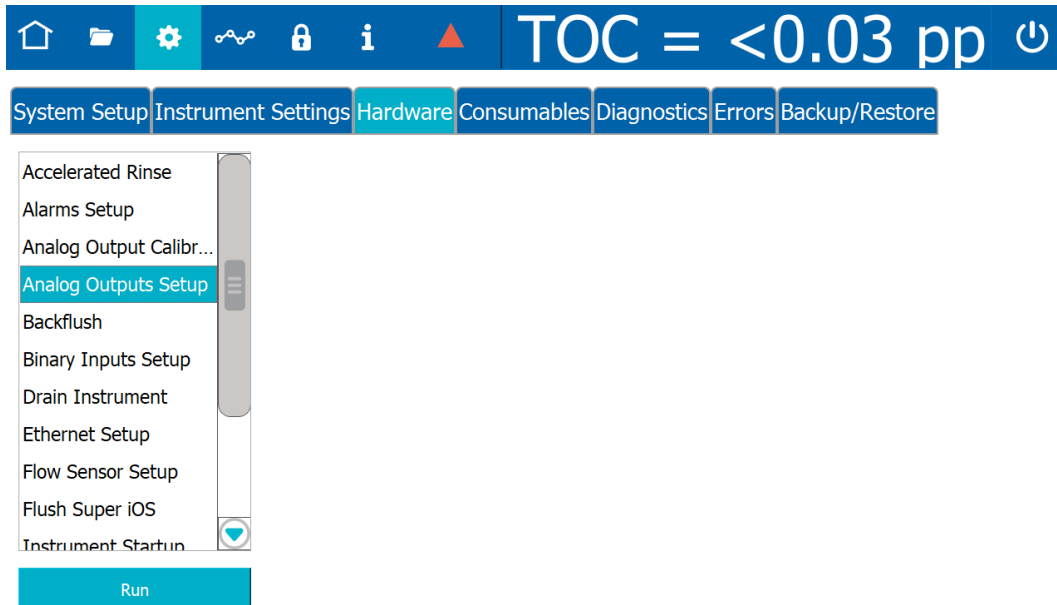 TOC = <0.03 pp
System Setup Instrument Settings Hardware Consumables Diagnostics Errors Backup/Restore
Accelerated Rinse
Alarms Setup
Analog Output Calibr...
Analog Outputs Setup
Backflush
Binary Inputs Setup
Drain Instrument
Ethernet Setup
Flow Sensor Setup
Flush Super iOS
Instrument Startup
Run